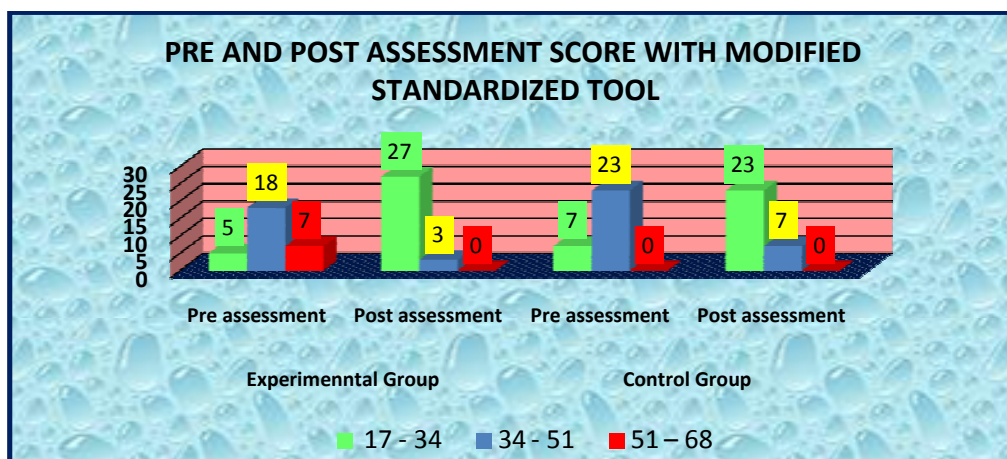 PRE AND POST ASSESSMENT SCORE WITH MODIFIED
STANDARDIZED TOOL
30
25
20
15
10
5
0
5
18
7
27
3
0
7
23
0
23
7
0
Pre assessment
Post assessment
Pre assessment
Post assessment
Experimenntal Group
Control Group
17 - 34
34 - 51
51 – 68